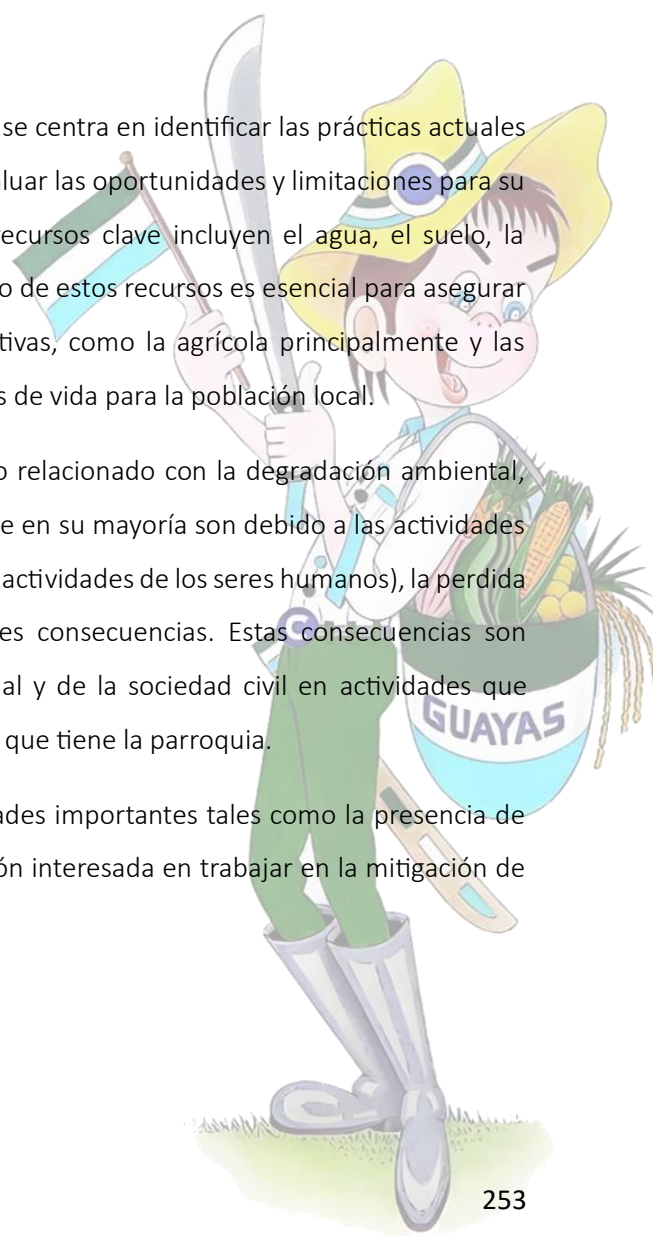 se centra en identificar las prácticas actuales
luar las oportunidades y limitaciones para su
recursos clave incluyen el agua, el suelo, la
o de estos recursos es esencial para asegurar
tivas, como la agrícola principalmente y las
s de vida para la población local.
o relacionado con la degradación ambiental,
e en su mayoría son debido a las actividades
actividades de los seres humanos), la perdida
es consecuencias. Estas consecuencias son
al y de la sociedad civil en actividades que
que tiene la parroquia.
ades importantes tales como la presencia de
ón interesada en trabajar en la mitigación de
GUAYAS
253